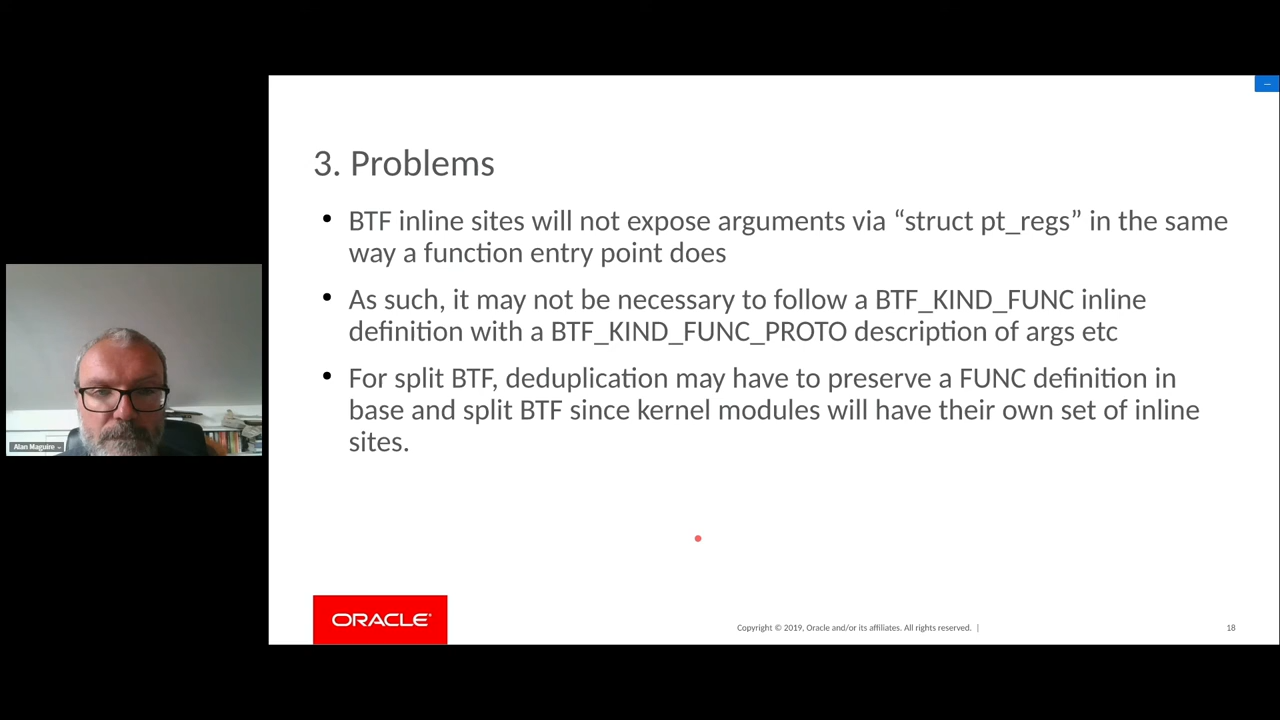 3. Problems
• BTF inline sites will not expose arguments via “struct pt_regs” in the same
way a function entry point does
• As such, it may not be necessary to follow a BTF_KIND_FUNC inline
definition with a BTF_KIND_FUNC_PROTO description of args etc
• For split BTF, deduplication may have to preserve a FUNC definition in
base and split BTF since kernel modules will have their own set of inline
sites.
Alan Maguire
ORACLE®
Copyright © 2019, Oracle and/or its affiliates. All rights reserved. |
18